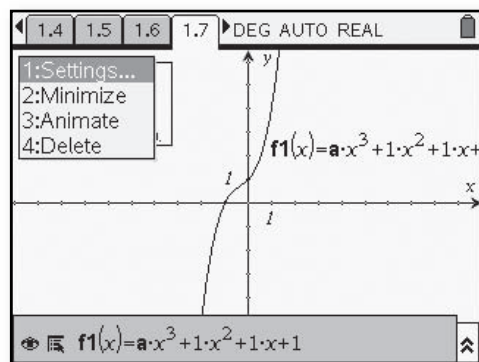 1.4 1.5 1.6 1.7 DEG AUTO REAL
1:Settings...
2:Minimize
3:Animate
4:Delete
y
f1(x)=a·x³+1·x²+1·x+
1
x
1
f1(x)=a·x³+1·x²+1·x+1